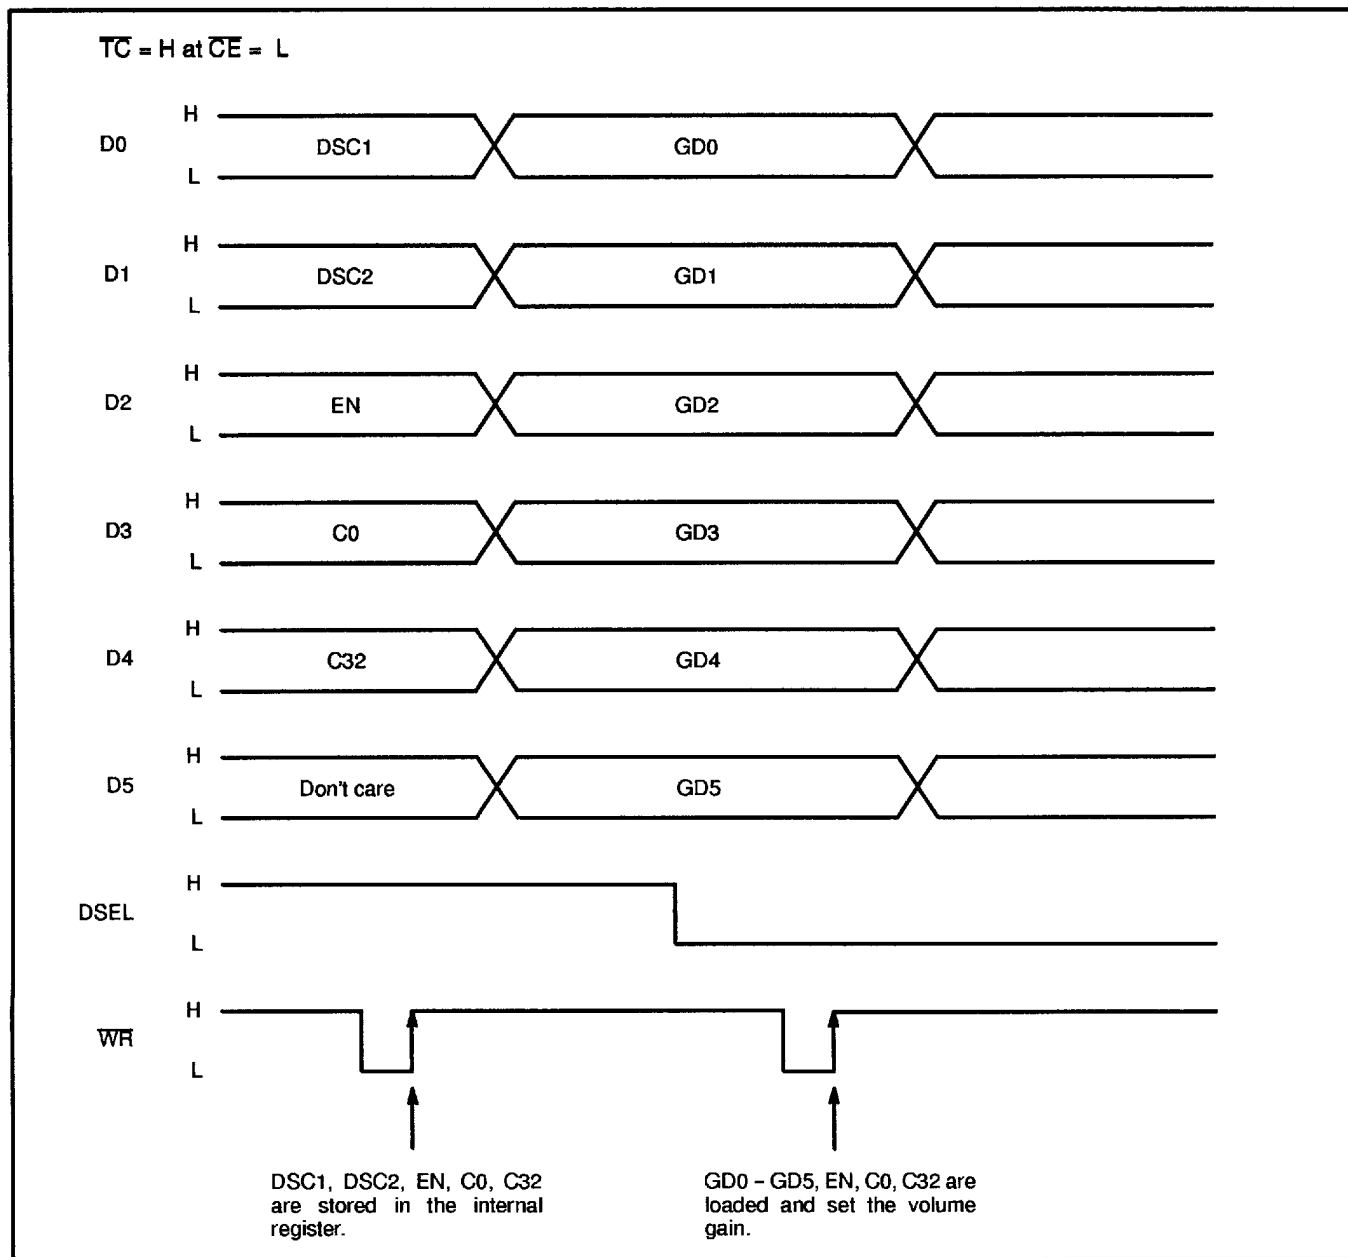 TC = H at CE = L
H
D0 DSC1 GD0
L
H
D1 DSC2 GD1
L
H
D2 EN GD2
L
H
D3 C0 GD3
L
H
D4 C32 GD4
L
H
D5 Don't care GD5
L
H
DSEL
L
H
WR
L
DSC1, DSC2, EN, C0, C32
are stored in the internal
register.
GD0 – GD5, EN, C0, C32 are
loaded and set the volume
gain.